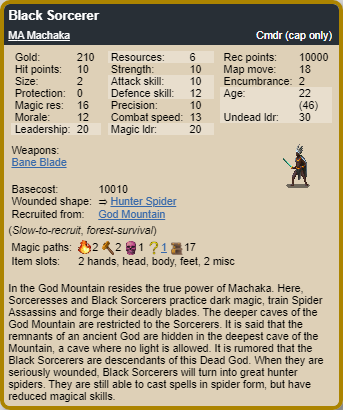 Black Sorcerer
MA Machaka Cmdr (cap only)
Gold: 210 Resources: 6 Rec points: 10000
Hit points: 10 Strength: 10 Map move: 18
Size: 2 Attack skill: 10 Encumbrance: 2
Protection: 0 Defence skill: 12 Age: 22
Magic res: 16 Precision: 10 (46)
Morale: 12 Combat speed: 13 Undead ldr: 30
Leadership: 20 Magic ldr: 20
Weapons:
Bane Blade
Basecost: 10010
Wounded shape: ⇒ Hunter Spider
Recruited from: God Mountain
(Slow-to-recruit, forest-survival)
Magic paths: 2 2 1 ? 1 17
Item slots: 2 hands, head, body, feet, 2 misc
In the God Mountain resides the true power of Machaka. Here,
Sorceresses and Black Sorcerers practice dark magic, train Spider
Assassins and forge their deadly blades. The deeper caves of
the God Mountain are restricted to the Sorcerers. It is said that the
remnants of an ancient God are hidden in the deepest cave of the
Mountain, a cave where no light is allowed. It is rumored that the
Black Sorcerers are descendants of this Dead God. When they are
seriously wounded, Black Sorcerers will turn into great hunter
spiders. They are still able to cast spells in spider form, but have
reduced magical skills.